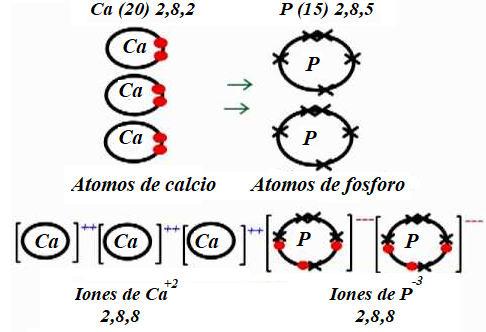 Ca (20) 2,8,2 P (15) 2,8,5
Ca P
Ca
Ca P
Atomos de calcio Atomos de fosforo
[Ca]++ [Ca]++ [Ca]++ [P]--- [P]---
Iones de Ca+2 Iones de P-3
2,8,8 2,8,8